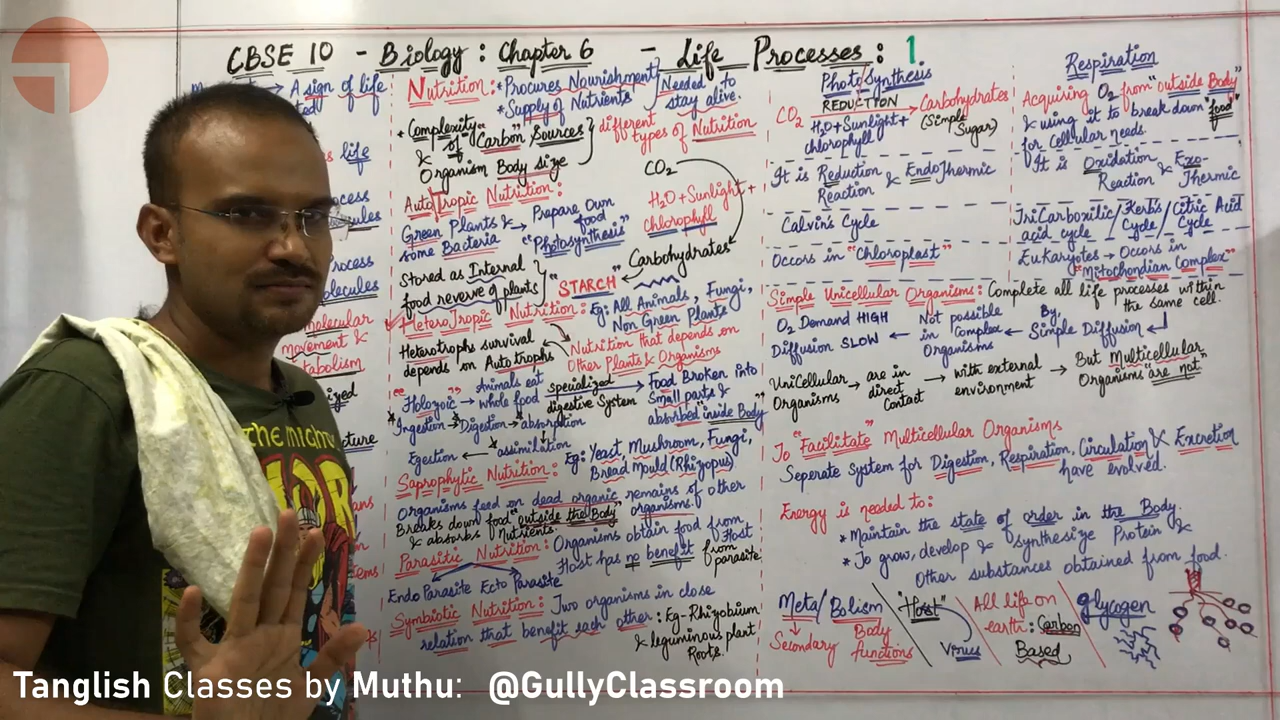 CBSE 10 - Biology : Chapter 6 - Life Processes : 1
A sign of life
life
molecular
movement &
Nutrition : * Procures Nourishment
* Supply of Nutrients
Needed to
stay alive.
* Complexity
of
"Carbon" Sources
& Organism Body size
different
types of Nutrition
AutoTropic Nutrition :
Green Plants &
some Bacteria
→ Prepare Own
food
"Photosynthesis"
CO2
H2O + Sunlight +
Chlorophyll
Carbohydrates
Stored as Internal
food reverve of plants
"STARCH"
HeteroTropic Nutrition : Eg: All Animals, Fungi,
Non Green Plants
Heterotrophs survival
depends on Autotrophs
Nutrition that depends on
Other Plants & Organisms
"Holozoic" → Animals eat
whole food
specialized
digestive System
→ Food Broken into
Small parts &
absorbed "inside Body"
* Ingestion → Digestion → absorption
Egestion ← assimilation
Saprophytic Nutrition : Eg: Yeast, Mushroom, Fungi,
Bread Mould (Rhizopus)
Organisms feed on dead organic remains of other
organisms.
Breaks down food "outside the Body"
& absorbs Nutrients.
Parasitic Nutrition : Organisms obtain food from
Host
Host has no benefit from
parasite
Endo Parasite Ecto Parasite
Symbiotic Nutrition : Two organisms in close
relation that benefit each other : Eg - Rhizobium
& leguminous plant
Roots.
Photosynthesis
CO2 REDUCTION → Carbohydrates
(Simple
Sugar)
H2O + Sunlight +
chlorophyll
It is Reduction & EndoThermic
Reaction
Calvin's Cycle
Occors in "Chloroplast"
Respiration
Acquiring O2 from "outside Body"
& using it to break down "food"
for Cellular needs.
It is Oxidation & Exo-
Reaction Thermic
TriCarboxilic / Kerb's / Citric Acid
acid cycle / Cycle / Cycle
Eukaryotes → Occors in
"Mitochondian Complex"
Simple Unicellular Organisms : Complete all life processes within
the same cell.
O2 Demand HIGH
Diffusion SLOW ← Not possible
in Complex
Organisms ← By,
Simple Diffusion
UniCellular
Organisms → are in
direct
Contact → with external
environment → But Multicellular
Organisms "are not"
To "Facilitate" Multicellular Organisms
Seperate System for Digestion, Respiration, Circulation & Excretion
have evolved.
Energy is needed to :
* Maintain the state of order in the Body.
* To grow, develop & synthesize Protein &
Other substances obtained from food.
Meta/Bolism
Secondary Body
functions
"Host"
Virus
All life on
earth : Carbon
Based
glycogen
THE MIGHTY
Tanglish Classes by Muthu: @GullyClassroom